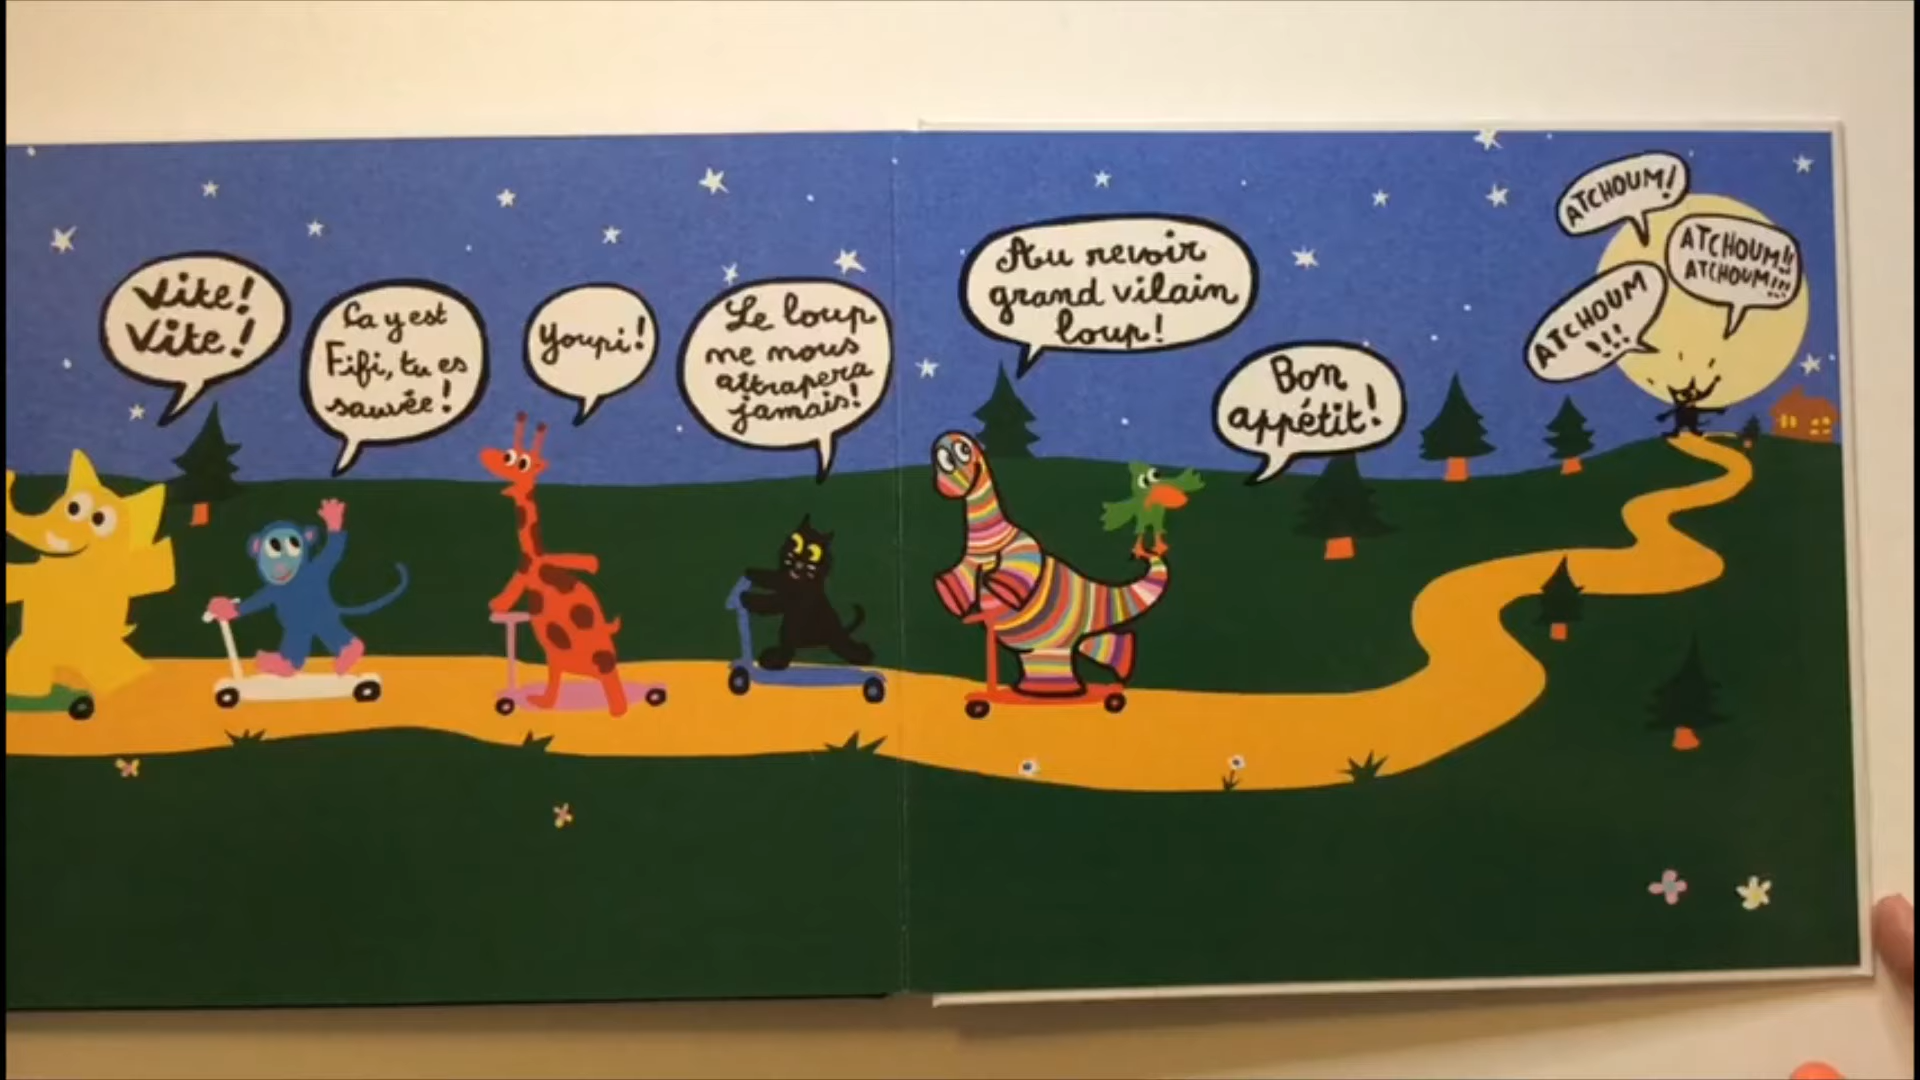 Vite!
Vite!
Ça y est
Fifi, tu es
sauvée!
Youpi!
Le loup
ne nous
attrapera
jamais!
Au revoir
grand vilain
loup!
Bon
appétit!
ATCHOUM!
ATCHOUM!!
ATCHOUM!!!
ATCHOUM
!!!